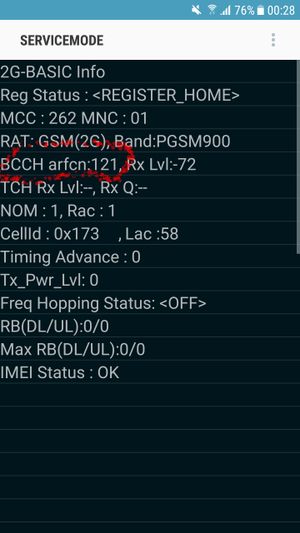 76% 00:28
SERVICEMODE
2G-BASIC Info
Reg Status : <REGISTER_HOME>
MCC : 262 MNC : 01
RAT: GSM(2G), Band:PGSM900
BCCH arfcn:121, Rx Lvl:-72
TCH Rx Lvl:--, Rx Q:--
NOM : 1, Rac : 1
CellId : 0x173 , Lac :58
Timing Advance : 0
Tx_Pwr_Lvl: 0
Freq Hopping Status: <OFF>
RB(DL/UL):0/0
Max RB(DL/UL):0/0
IMEI Status : OK